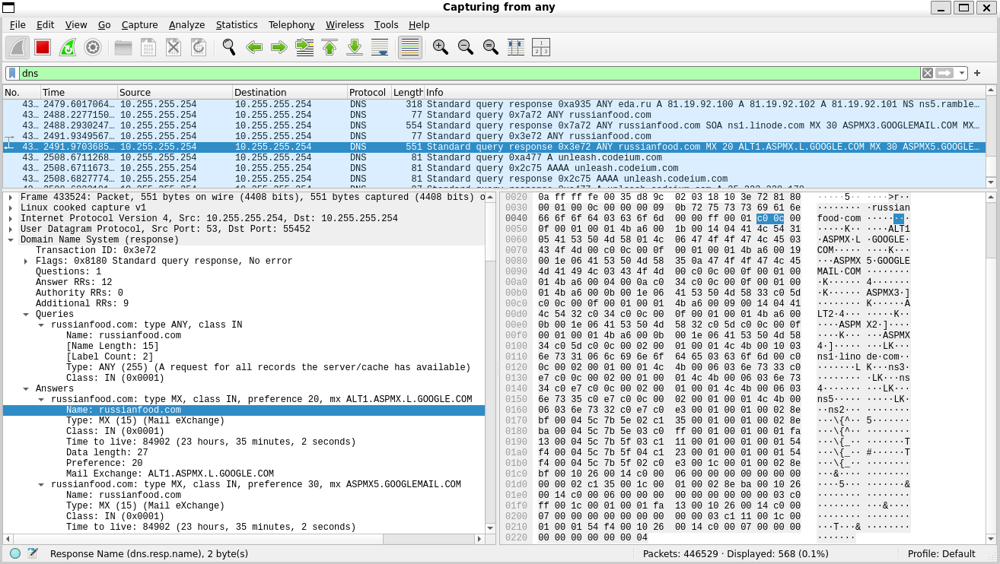 Capturing from any
File Edit View Go Capture Analyze Statistics Telephony Wireless Tools Help
dns
No. Time Source Destination Protocol Length Info
43… 2479.6017064… 10.255.255.254 10.255.255.254 DNS 318 Standard query response 0xa935 ANY eda.ru A 81.19.92.100 A 81.19.92.102 A 81.19.92.101 NS ns5.ramble…
43… 2488.2277150… 10.255.255.254 10.255.255.254 DNS 77 Standard query 0x7a72 ANY russianfood.com
43… 2488.2930247… 10.255.255.254 10.255.255.254 DNS 554 Standard query response 0x7a72 ANY russianfood.com SOA ns1.linode.com MX 30 ASPMX3.GOOGLEMAIL.COM MX…
43… 2491.9349567… 10.255.255.254 10.255.255.254 DNS 77 Standard query 0x3e72 ANY russianfood.com
43… 2491.9703685… 10.255.255.254 10.255.255.254 DNS 551 Standard query response 0x3e72 ANY russianfood.com MX 20 ALT1.ASPMX.L.GOOGLE.COM MX 30 ASPMX5.GOOGLE…
43… 2508.6711268… 10.255.255.254 10.255.255.254 DNS 81 Standard query 0xa477 A unleash.codeium.com
43… 2508.6711673… 10.255.255.254 10.255.255.254 DNS 81 Standard query 0x2c75 AAAA unleash.codeium.com
43… 2508.6827774… 10.255.255.254 10.255.255.254 DNS 81 Standard query 0x2c75 AAAA unleash.codeium.com
Frame 433524: Packet, 551 bytes on wire (4408 bits), 551 bytes captured (4408 bits) o
Linux cooked capture v1
Internet Protocol Version 4, Src: 10.255.255.254, Dst: 10.255.255.254
User Datagram Protocol, Src Port: 53, Dst Port: 55452
Domain Name System (response)
Transaction ID: 0x3e72
Flags: 0x8180 Standard query response, No error
Questions: 1
Answer RRs: 12
Authority RRs: 0
Additional RRs: 9
Queries
russianfood.com: type ANY, class IN
Name: russianfood.com
[Name Length: 15]
[Label Count: 2]
Type: ANY (255) (A request for all records the server/cache has available)
Class: IN (0x0001)
Answers
russianfood.com: type MX, class IN, preference 20, mx ALT1.ASPMX.L.GOOGLE.COM
Name: russianfood.com
Type: MX (15) (Mail eXchange)
Class: IN (0x0001)
Time to live: 84902 (23 hours, 35 minutes, 2 seconds)
Data length: 27
Preference: 20
Mail Exchange: ALT1.ASPMX.L.GOOGLE.COM
russianfood.com: type MX, class IN, preference 30, mx ASPMX5.GOOGLEMAIL.COM
Name: russianfood.com
Type: MX (15) (Mail eXchange)
Class: IN (0x0001)
Time to live: 84902 (23 hours, 35 minutes, 2 seconds)
0020 0a ff ff fe 00 35 d8 9c 02 03 18 10 3e 72 81 80 ·····5·· ····>r··
0030 00 01 00 0c 00 00 00 09 0b 72 75 73 73 69 61 6e ········ ·russian
0040 66 6f 6f 64 03 63 6f 6d 00 00 ff 00 01 c0 0c 00 food·com ········
0050 0f 00 01 00 01 4b a6 00 1b 00 14 04 41 4c 54 31 ·····K·· ····ALT1
0060 05 41 53 50 4d 58 01 4c 06 47 4f 4f 47 4c 45 03 ·ASPMX·L ·GOOGLE·
0070 43 4f 4d 00 c0 0c 00 0f 00 01 00 01 4b a6 00 19 COM····· ····K···
0080 00 1e 06 41 53 50 4d 58 35 0a 47 4f 4f 47 4c 45 ···ASPMX 5·GOOGLE
0090 4d 41 49 4c 03 43 4f 4d 00 c0 0c 00 0f 00 01 00 MAIL·COM ········
00a0 01 4b a6 00 04 00 0a c0 34 c0 0c 00 0f 00 01 00 ·K······ 4·······
00b0 01 4b a6 00 0b 00 1e 06 41 53 50 4d 58 33 c0 5d ·K······ ASPMX3·]
00c0 c0 0c 00 0f 00 01 00 01 4b a6 00 09 00 14 04 41 ········ K······A
00d0 4c 54 32 c0 34 c0 0c 00 0f 00 01 00 01 4b a6 00 LT2·4··· ·····K··
00e0 0b 00 1e 06 41 53 50 4d 58 32 c0 5d c0 0c 00 0f ····ASPM X2·]····
00f0 00 01 00 01 4b a6 00 0b 00 1e 06 41 53 50 4d 58 ····K··· ···ASPMX
0100 34 c0 5d c0 0c 00 02 00 01 00 01 4c 4b 00 10 03 4·]····· ···LK···
0110 6e 73 31 06 6c 69 6e 6f 64 65 03 63 6f 6d 00 c0 ns1·lino de·com··
0120 0c 00 02 00 01 00 01 4c 4b 00 06 03 6e 73 33 c0 ·······L K···ns3·
0130 e7 c0 0c 00 02 00 01 00 01 4c 4b 00 06 03 6e 73 ········ ·LK···ns
0140 34 c0 e7 c0 0c 00 02 00 01 00 01 4c 4b 00 06 03 4······· ···LK···
0150 6e 73 35 c0 e7 c0 0c 00 02 00 01 00 01 4c 4b 00 ns5····· ·····LK·
0160 06 03 6e 73 32 c0 e7 c0 e3 00 01 00 01 00 02 8e ··ns2··· ········
0170 bf 00 04 5c 7b 5e 02 c1 35 00 01 00 01 00 02 8e ···\{^·· 5·······
0180 ba 00 04 5c 7b 5e 03 c0 ff 00 01 00 01 00 01 fa ···\{^·· ········
0190 13 00 04 5c 7b 5f 03 c1 11 00 01 00 01 00 01 54 ···\{_·· ·······T
01a0 f4 00 04 5c 7b 5f 04 c1 23 00 01 00 01 00 01 54 ···\{_·· #······T
01b0 f4 00 04 5c 7b 5f 02 c0 e3 00 1c 00 01 00 02 8e ···\{_·· ········
01c0 bf 00 10 26 00 14 c0 00 06 00 00 00 00 00 00 00 ···&···· ········
01d0 00 00 02 c1 35 00 1c 00 01 00 02 8e ba 00 10 26 ····5··· ·······&
01e0 00 14 c0 00 06 00 00 00 00 00 00 00 00 00 03 c0 ········ ········
01f0 ff 00 1c 00 01 00 01 fa 13 00 10 26 00 14 c0 00 ········ ···&····
0200 07 00 00 00 00 00 00 00 00 00 03 c1 11 00 1c 00 ········ ········
0210 01 00 01 54 f4 00 10 26 00 14 c0 00 07 00 00 00 ···T···& ········
0220 00 00 00 00 00 00 04 ·······
Response Name (dns.resp.name), 2 byte(s)
Packets: 446529 · Displayed: 568 (0.1%)
Profile: Default